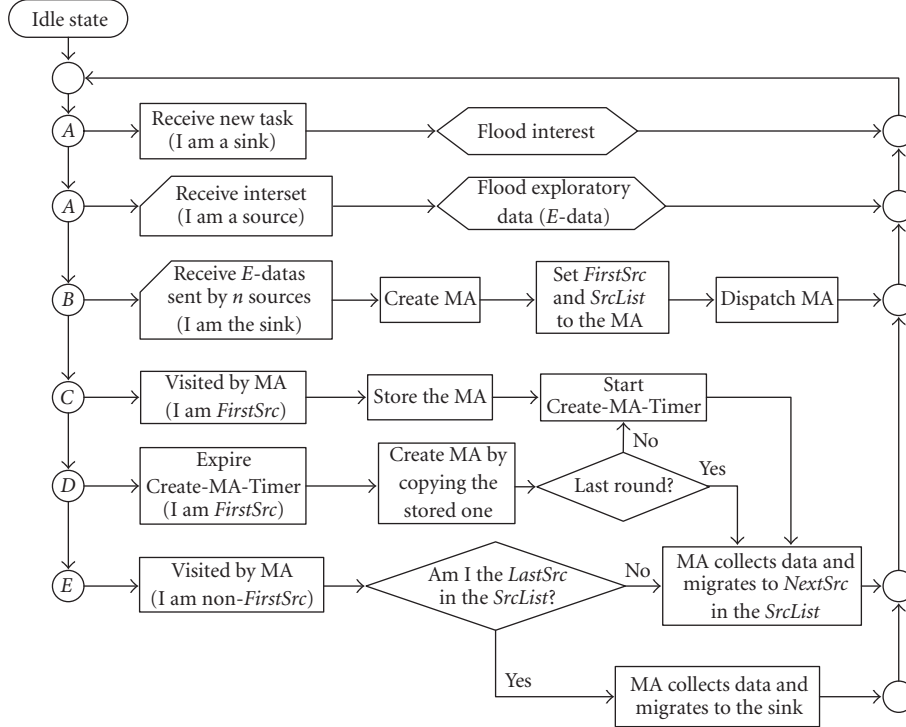 Idle state
A
Receive new task
(I am a sink)
Flood interest
A
Receive interset
(I am a source)
Flood exploratory
data (E-data)
B
Receive E-datas
sent by n sources
(I am the sink)
Create MA
Set FirstSrc
and SrcList
to the MA
Dispatch MA
C
Visited by MA
(I am FirstSrc)
Store the MA
Start
Create-MA-Timer
No
D
Expire
Create-MA-Timer
(I am FirstSrc)
Create MA by
copying the
stored one
Last round?
Yes
E
Visited by MA
(I am non-FirstSrc)
Am I the LastSrc
in the SrcList?
No
MA collects data and
migrates to NextSrc
in the SrcList
Yes
MA collects data and
migrates to the sink